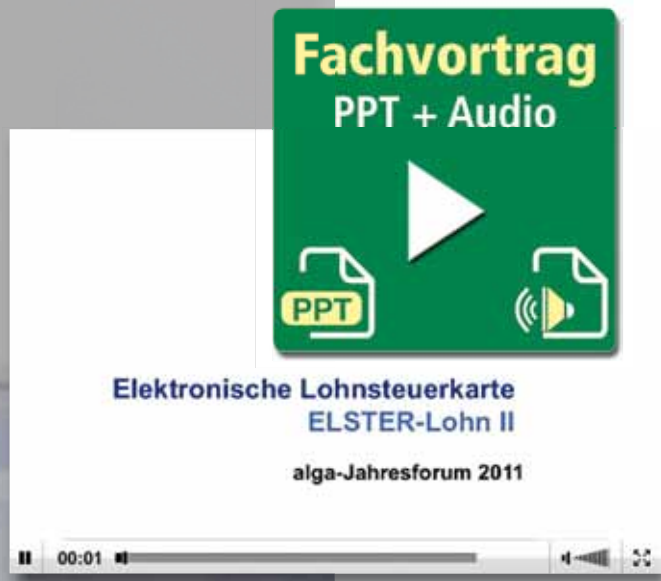 Fachvortrag
PPT + Audio
PPT
Elektronische Lohnsteuerkarte
ELSTER-Lohn II
alga-Jahresforum 2011
00:01